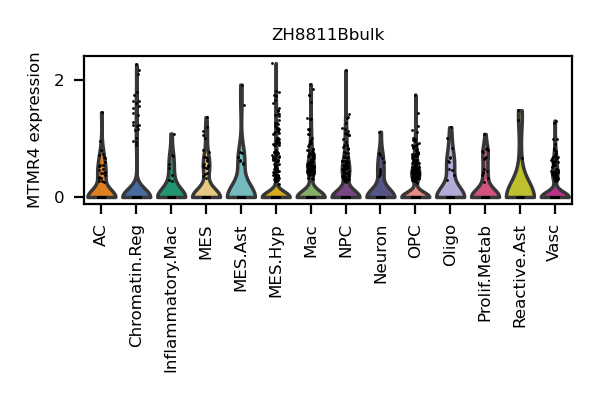 ZH8811Bbulk
MTMR4 expression
2
0
AC
Chromatin.Reg
Inflammatory.Mac
MES
MES.Ast
MES.Hyp
Mac
NPC
Neuron
OPC
Oligo
Prolif.Metab
Reactive.Ast
Vasc